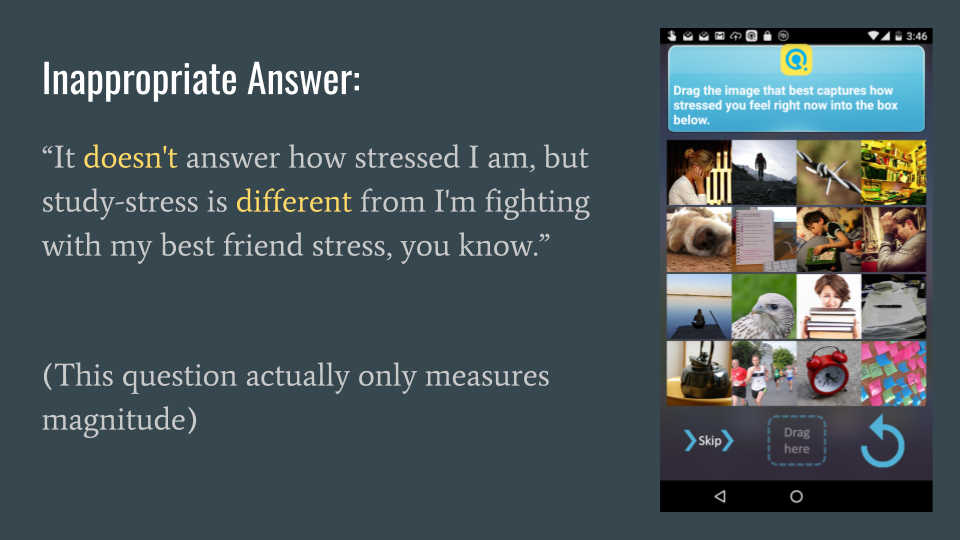 Inappropriate Answer:
“It doesn't answer how stressed I am, but
study-stress is different from I'm fighting
with my best friend stress, you know.”
(This question actually only measures
magnitude)
3:46
Drag the image that best captures how
stressed you feel right now into the box
below.
Skip
Drag
here